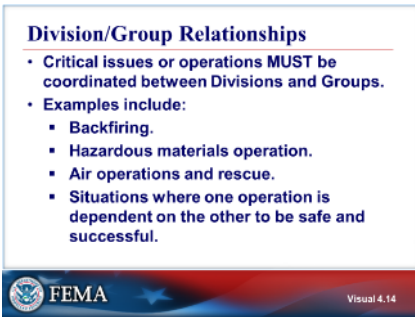 Division/Group Relationships
• Critical issues or operations MUST be
coordinated between Divisions and Groups.
• Examples include:
▪ Backfiring.
▪ Hazardous materials operation.
▪ Air operations and rescue.
▪ Situations where one operation is
dependent on the other to be safe and
successful.
FEMA
Visual 4.14